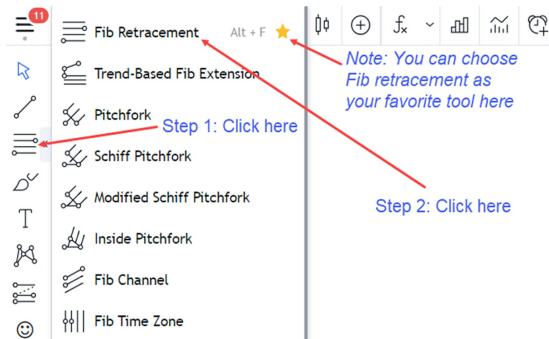 11
Fib Retracement Alt + F
Note: You can choose
Fib retracement as
your favorite tool here
Trend-Based Fib Extension
Pitchfork
Step 1: Click here
Schiff Pitchfork
Modified Schiff Pitchfork
Step 2: Click here
Inside Pitchfork
Fib Channel
Fib Time Zone
T
fx